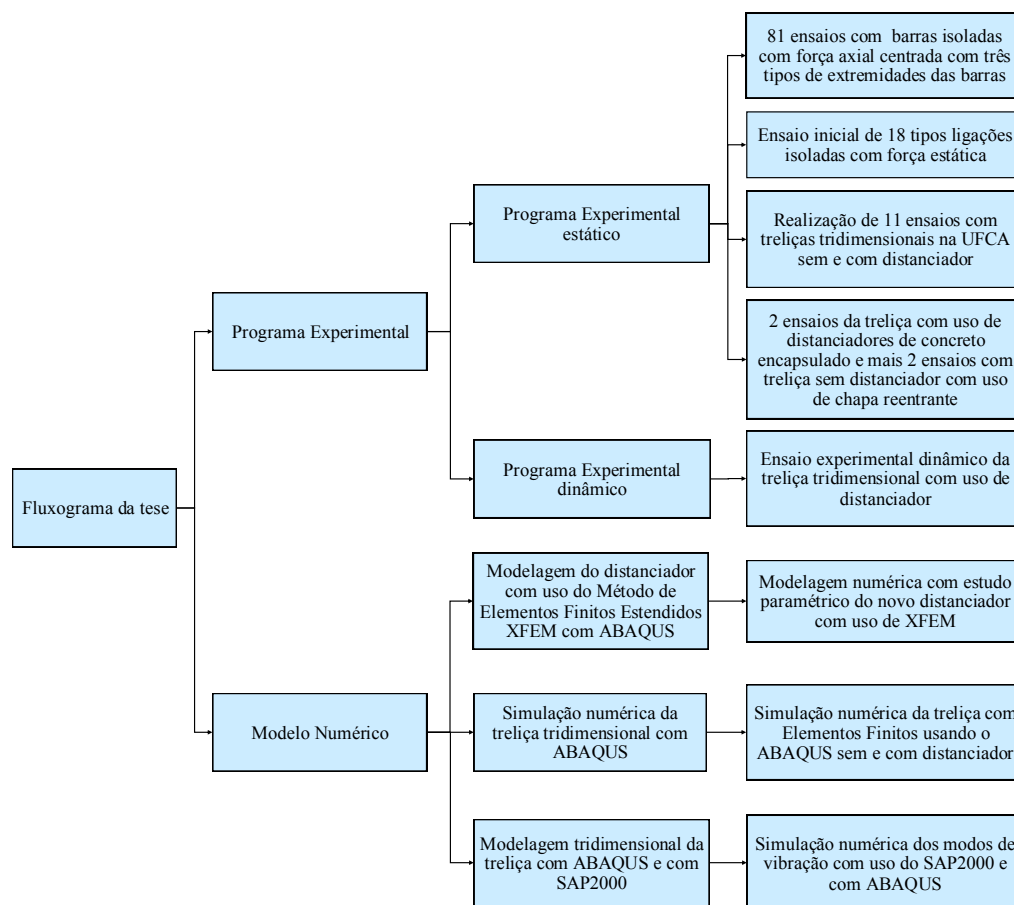 81 ensaios com barras isoladas
com força axial centrada com três
tipos de extremidades das barras
Ensaio inicial de 18 tipos ligações
isoladas com força estática
Programa Experimental
estático
Realização de 11 ensaios com
treliças tridimensionais na UFCA
sem e com distanciador
Programa Experimental
2 ensaios da treliça com uso de
distanciadores de concreto
encapsulado e mais 2 ensaios com
treliça sem distanciador com uso
de chapa reentrante
Programa Experimental
dinâmico
Ensaio experimental dinâmico da
treliça tridimensional com uso de
distanciador
Fluxograma da tese
Modelagem do distanciador
com uso do Método de
Elementos Finitos Estendidos
XFEM com ABAQUS
Modelagem numérica com estudo
paramétrico do novo distanciador
com uso de XFEM
Modelo Numérico
Simulação numérica da
treliça tridimensional com
ABAQUS
Simulação numérica da treliça com
Elementos Finitos usando o
ABAQUS sem e com distanciador
Modelagem tridimensional da
treliça com ABAQUS e com
SAP2000
Simulação numérica dos modos de
vibração com uso do SAP2000 e
com ABAQUS